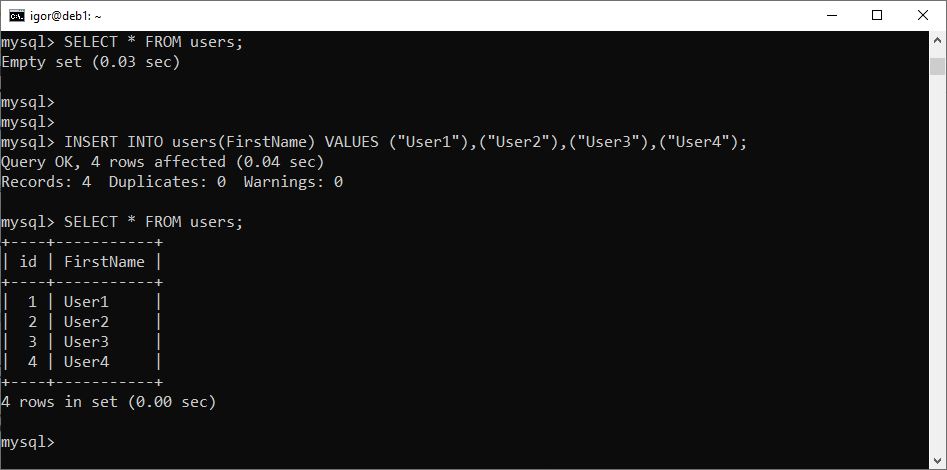 igor@deb1: ~
mysql> SELECT * FROM users;
Empty set (0.03 sec)
mysql>
mysql>
mysql> INSERT INTO users(FirstName) VALUES ("User1"),("User2"),("User3"),("User4");
Query OK, 4 rows affected (0.04 sec)
Records: 4  Duplicates: 0  Warnings: 0
mysql> SELECT * FROM users;
+----+-----------+
| id | FirstName |
+----+-----------+
|  1 | User1     |
|  2 | User2     |
|  3 | User3     |
|  4 | User4     |
+----+-----------+
4 rows in set (0.00 sec)
mysql>